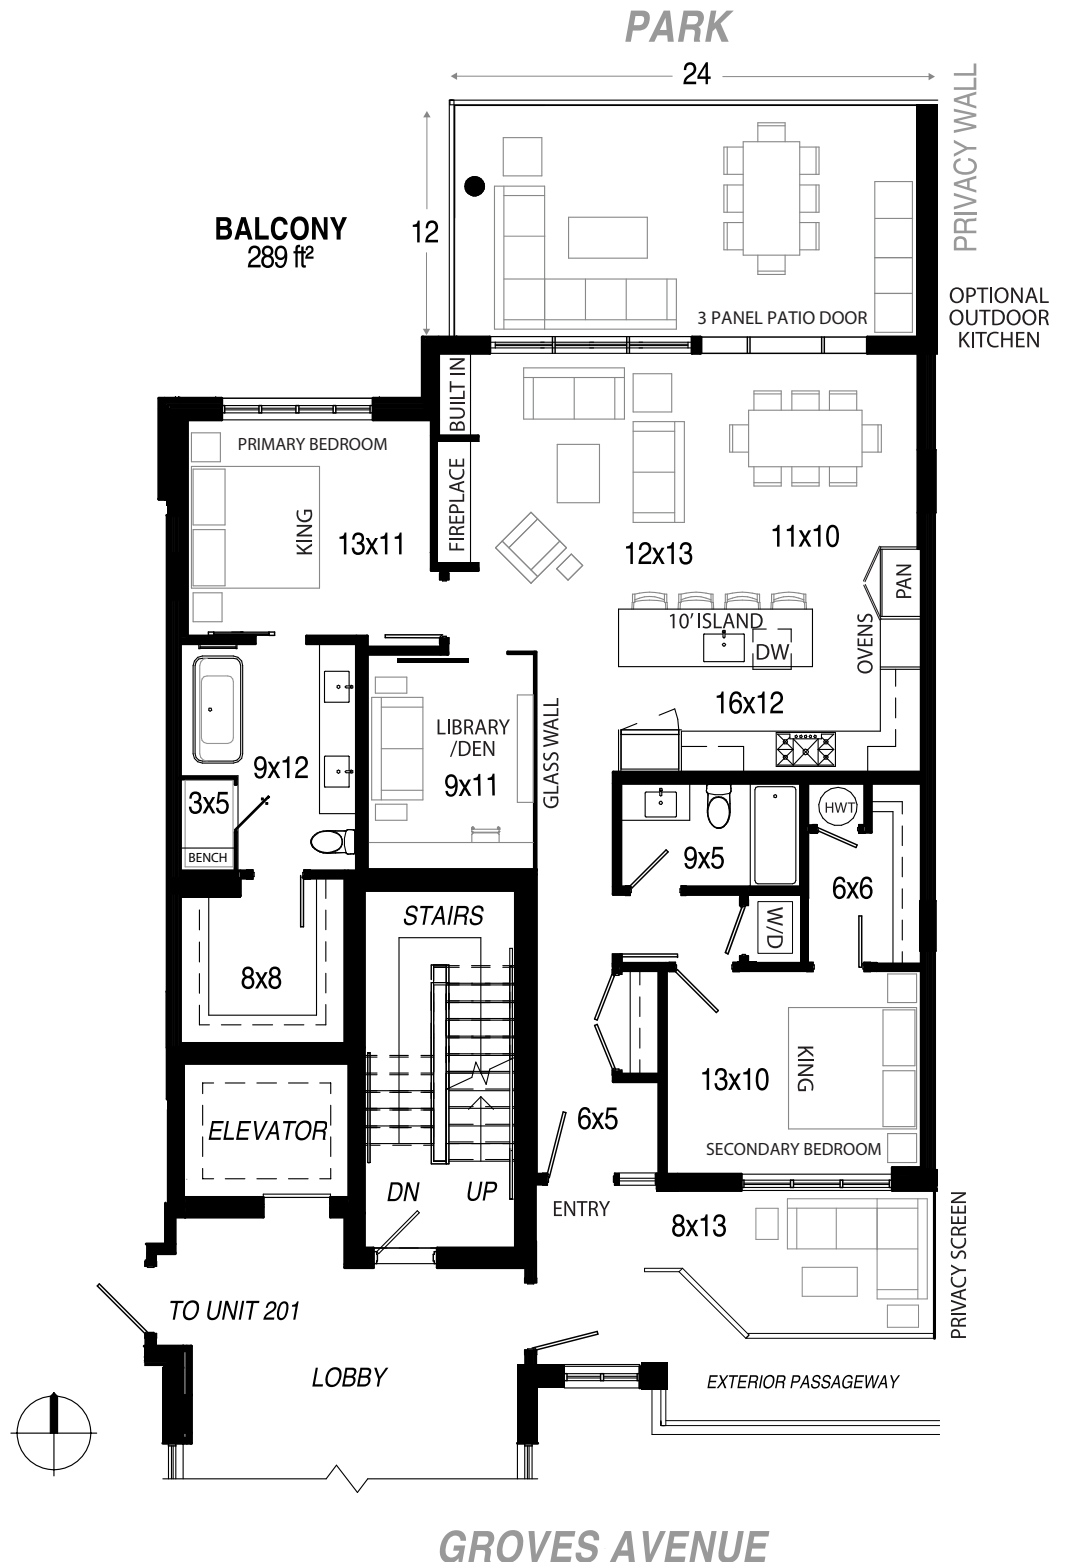 PARK
24
PRIVACY WALL
BALCONY
289 ft²
12
OPTIONAL
OUTDOOR
KITCHEN
3 PANEL PATIO DOOR
BUILT IN
PRIMARY BEDROOM
FIREPLACE
KING
13x11
12x13
11x10
PAN
10' ISLAND
OVENS
DW
16x12
LIBRARY
/DEN
9x11
GLASS WALL
9x12
3x5
BENCH
HWT
9x5
6x6
STAIRS
W/D
8x8
KING
13x10
6x5
ELEVATOR
SECONDARY BEDROOM
DN
UP
ENTRY
8x13
PRIVACY SCREEN
TO UNIT 201
LOBBY
EXTERIOR PASSAGEWAY
GROVES AVENUE